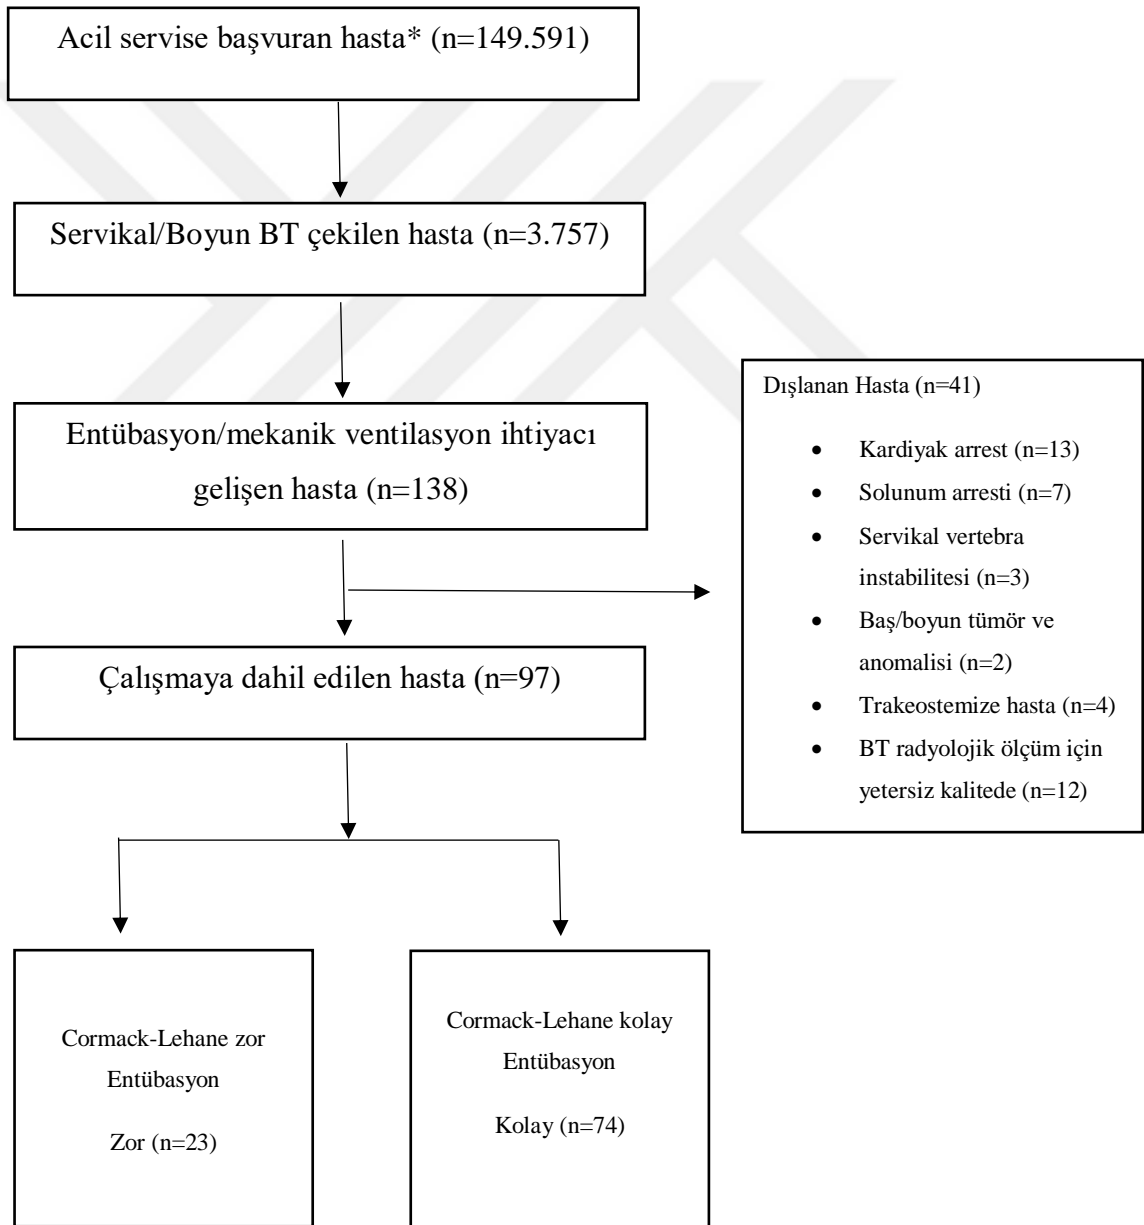 Acil servise başvuran hasta* (n=149.591)
Servikal/Boyun BT çekilen hasta (n=3.757)
Entübasyon/mekanik ventilasyon ihtiyacı
gelişen hasta (n=138)
Dışlanan Hasta (n=41)
• Kardiyak arrest (n=13)
• Solunum arresti (n=7)
• Servikal vertebra
instabilitesi (n=3)
• Baş/boyun tümör ve
anomalisi (n=2)
• Trakeostemize hasta (n=4)
• BT radyolojik ölçüm için
yetersiz kalitede (n=12)
Çalışmaya dahil edilen hasta (n=97)
Cormack-Lehane zor
Entübasyon
Zor (n=23)
Cormack-Lehane kolay
Entübasyon
Kolay (n=74)